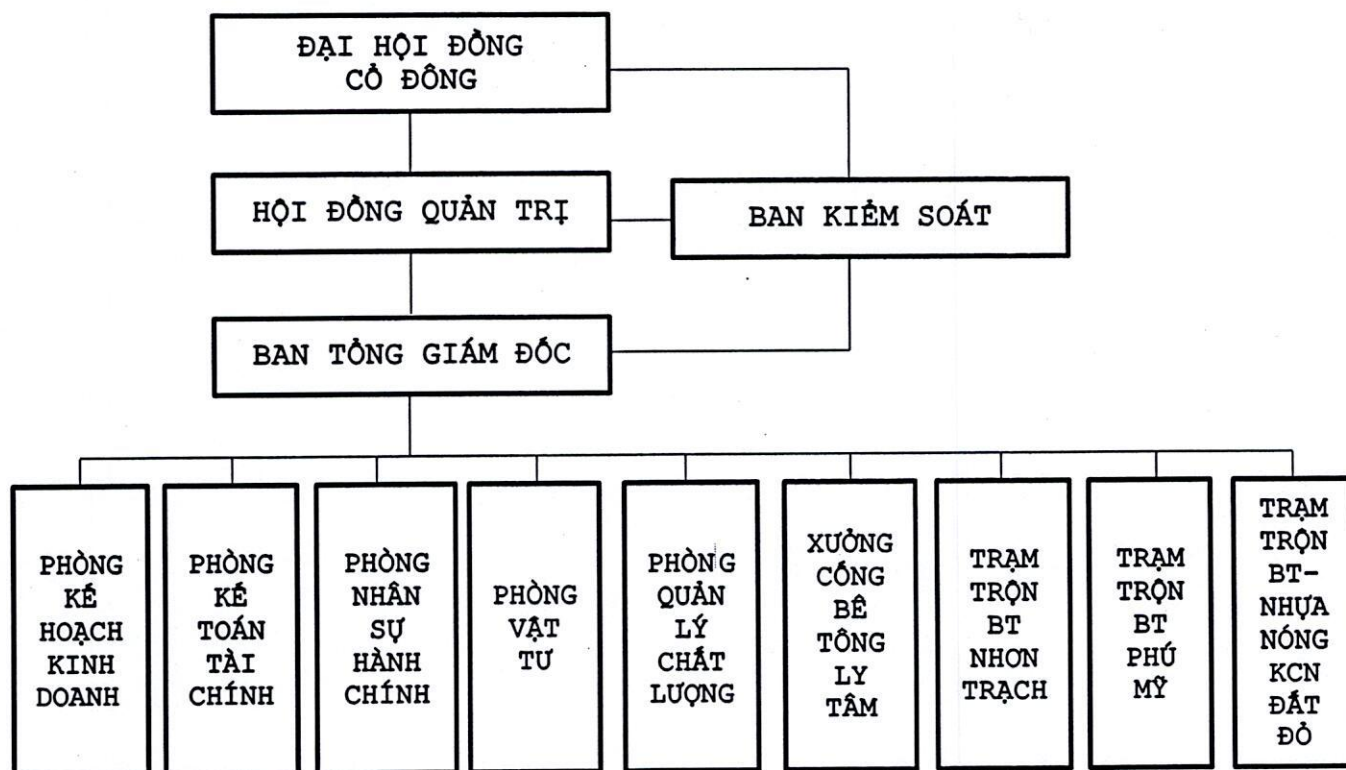 ĐẠI HỘI ĐỒNG
CỔ ĐÔNG
HỘI ĐỒNG QUẢN TRỊ
BAN KIỂM SOÁT
BAN TỔNG GIÁM ĐỐC
PHÒNG
KẾ
HOẠCH
KINH
DOANH
PHÒNG
KẾ
TOÁN
TÀI
CHÍNH
PHÒNG
NHÂN
SỰ
HÀNH
CHÍNH
PHÒNG
VẬT
TƯ
PHÒNG
QUẢN
LÝ
CHẤT
LƯỢNG
XƯỞNG
CỐNG
BÊ
TÔNG
LY
TÂM
TRẠM
TRỘN
BT
NHƠN
TRẠCH
TRẠM
TRỘN
BT
PHÚ
MỸ
TRẠM
TRỘN
BT-
NHỰA
NÓNG
KCN
ĐẤT
ĐỎ